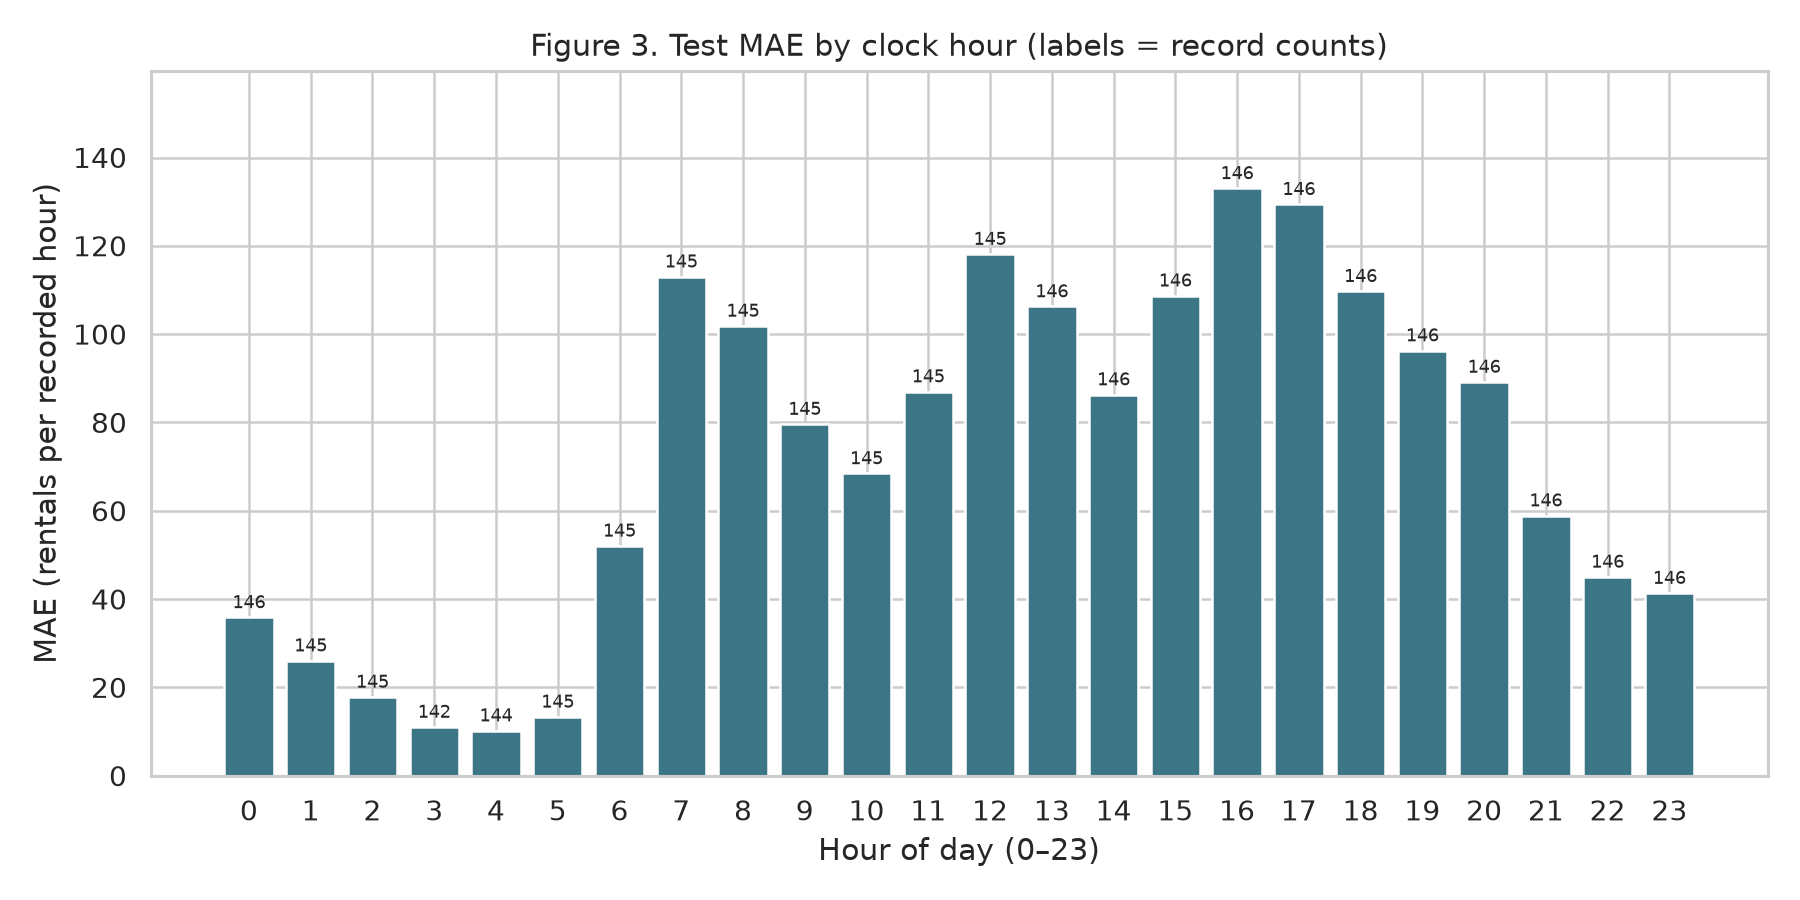 Figure 3. Test MAE by clock hour (labels = record counts)
MAE (rentals per recorded hour)
140
120
100
80
60
40
20
0
146 145 145 142 144 145 145 145 145 145 145 145 145 146 146 146 146 146 146 146 146 146 146 146
0 1 2 3 4 5 6 7 8 9 10 11 12 13 14 15 16 17 18 19 20 21 22 23
Hour of day (0–23)